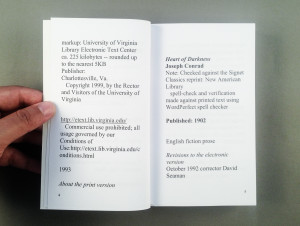 markup: University of Virginia
Library Electronic Text Center
ca. 225 kilobytes -- rounded up
to the nearest 5KB
Publisher:
Charlottesville, Va.
Copyright 1999, by the Rector
and Visitors of the University of
Virginia
http://etext.lib.virginia.edu/
Commercial use prohibited; all
usage governed by our
Conditions of
Use:http://etext.lib.virginia.edu/c
onditions.html
1993
About the print version
Heart of Darkness
Joseph Conrad
Note: Checked against the Signet
Classics reprint: New American
Library
spell-check and verification
made against printed text using
WordPerfect spell checker
Published: 1902
English fiction prose
Revisions to the electronic
version
October 1992 corrector David
Seaman